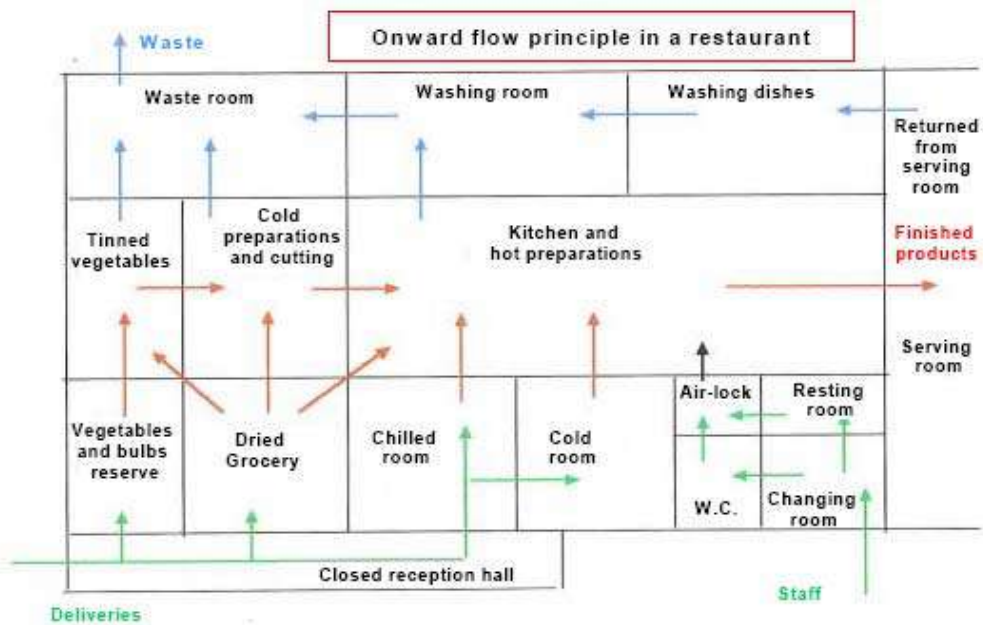 Onward flow principle in a restaurant
Waste
Waste room
Washing room
Washing dishes
Returned
from
serving
room
Tinned
vegetables
Cold
preparations
and cutting
Kitchen and
hot preparations
Finished
products
Serving
room
Vegetables
and bulbs
reserve
Dried
Grocery
Chilled
room
Cold
room
Air-lock
Resting
room
W.C.
Changing
room
Closed reception hall
Deliveries
Staff